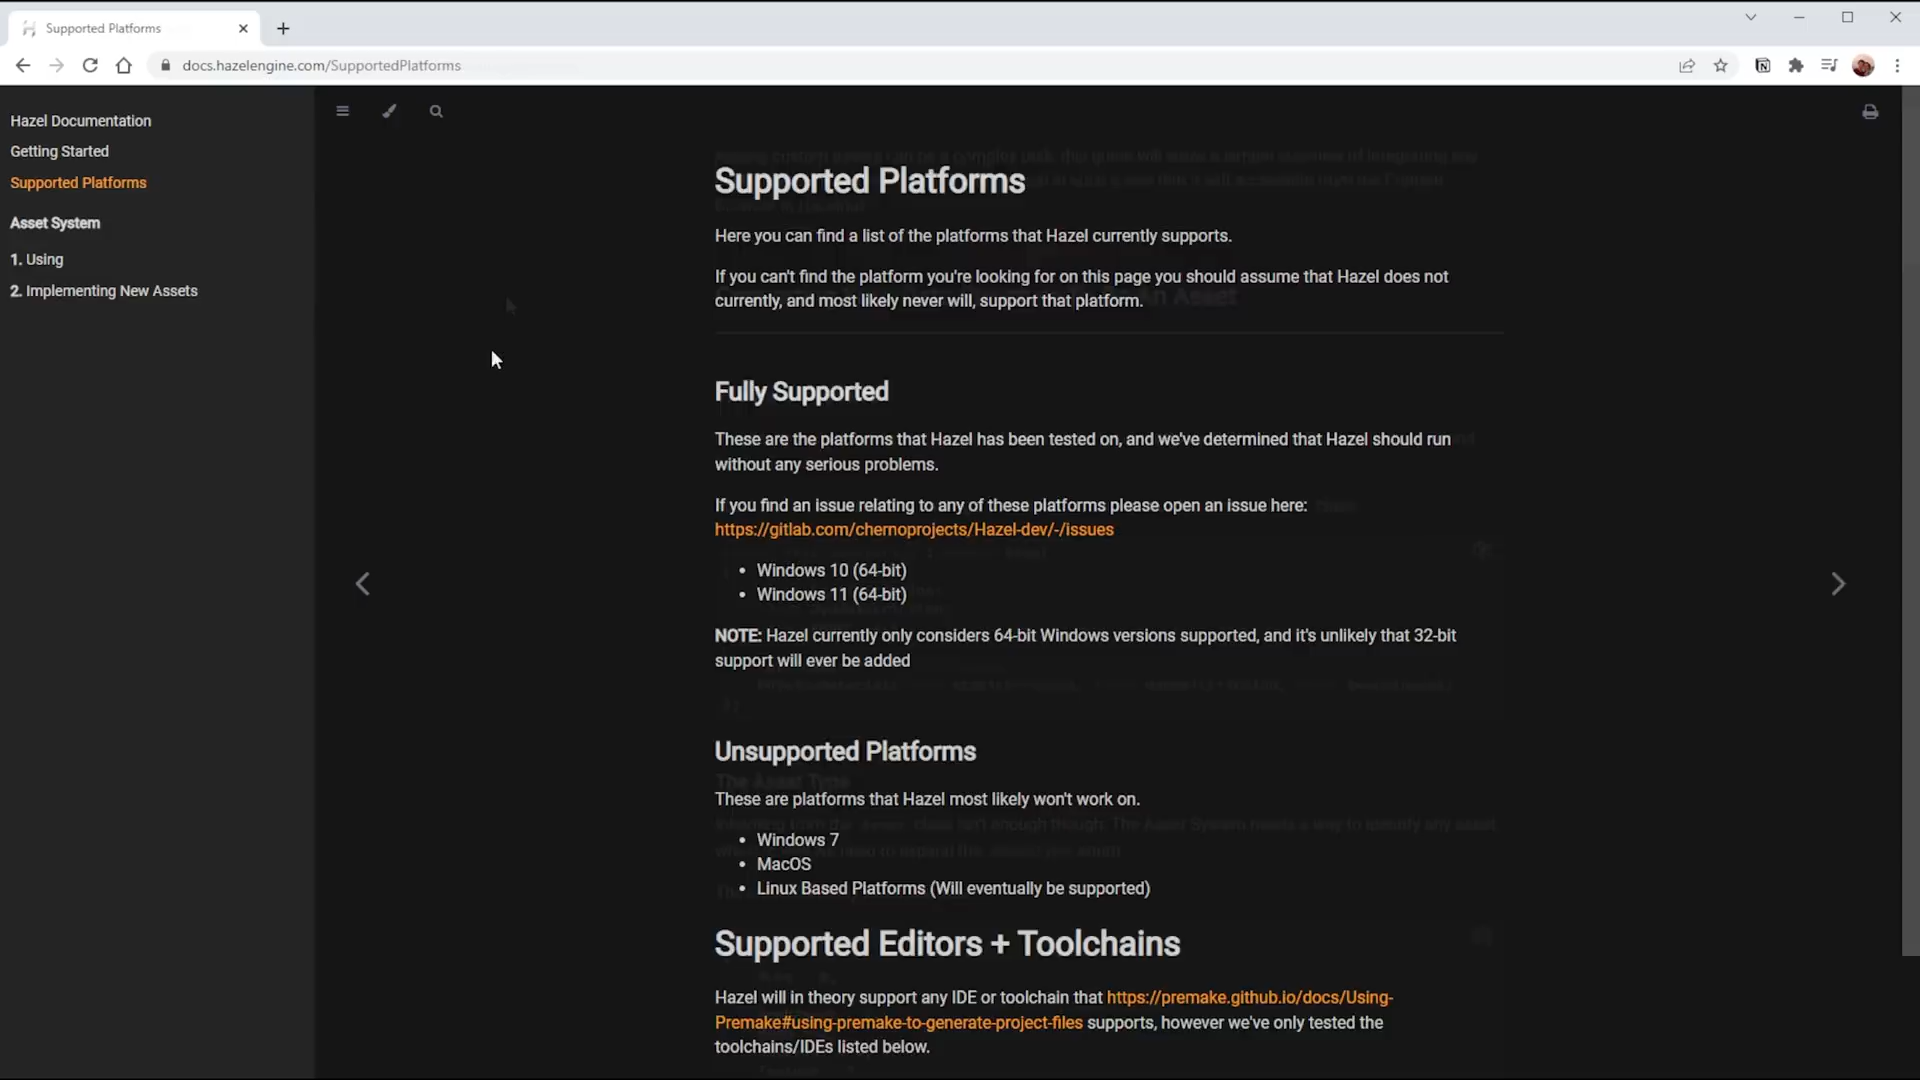 Supported Platforms
docs.hazelengine.com/SupportedPlatforms
Hazel Documentation
Getting Started
Supported Platforms
Asset System
1. Using
2. Implementing New Assets
Supported Platforms
Here you can find a list of the platforms that Hazel currently supports.
If you can't find the platform you're looking for on this page you should assume that Hazel does not
currently, and most likely never will, support that platform.
Fully Supported
These are the platforms that Hazel has been tested on, and we've determined that Hazel should run
without any serious problems.
If you find an issue relating to any of these platforms please open an issue here:
https://gitlab.com/chernoprojects/Hazel-dev/-/issues
• Windows 10 (64-bit)
• Windows 11 (64-bit)
NOTE: Hazel currently only considers 64-bit Windows versions supported, and it's unlikely that 32-bit
support will ever be added
Unsupported Platforms
The Asset Type
These are platforms that Hazel most likely won't work on.
• Windows 7
• MacOS
• Linux Based Platforms (Will eventually be supported)
Supported Editors + Toolchains
Hazel will in theory support any IDE or toolchain that https://premake.github.io/docs/Using-
Premake#using-premake-to-generate-project-files supports, however we've only tested the
toolchains/IDEs listed below.